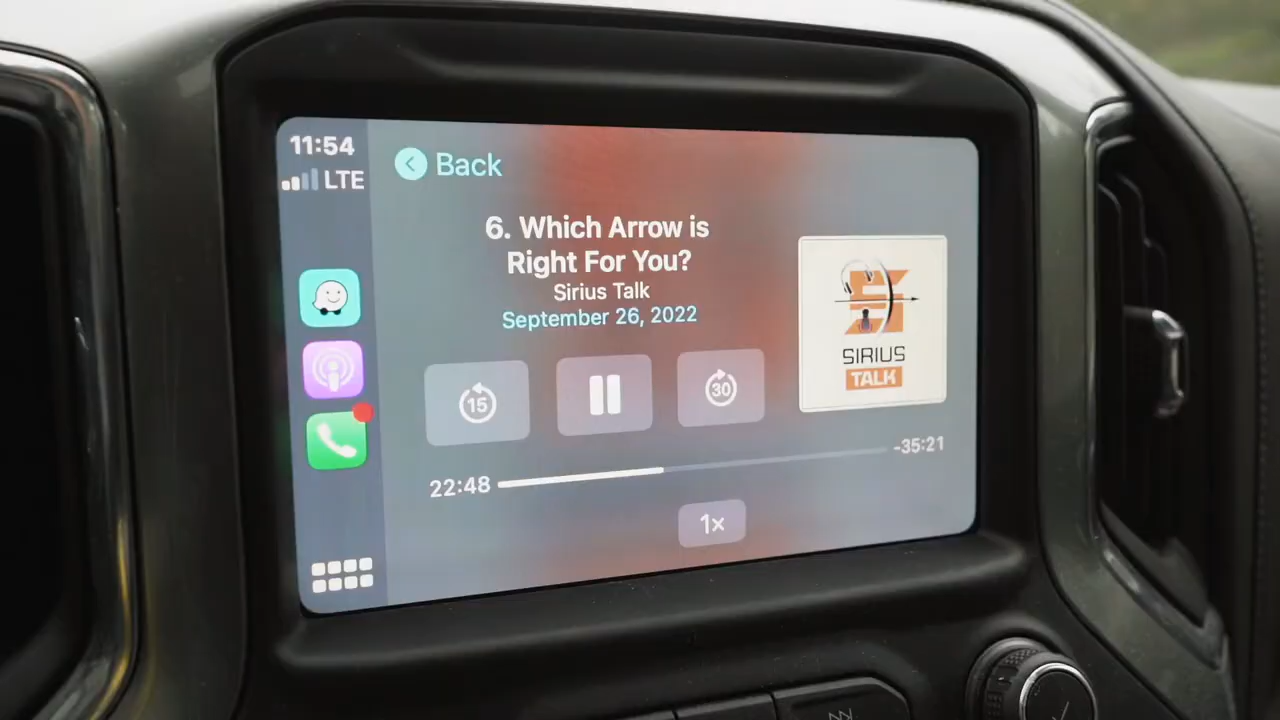 11:54
LTE
Back
6. Which Arrow is
Right For You?
Sirius Talk
September 26, 2022
15
30
S
SIRIUS
TALK
22:48
-35:21
1×